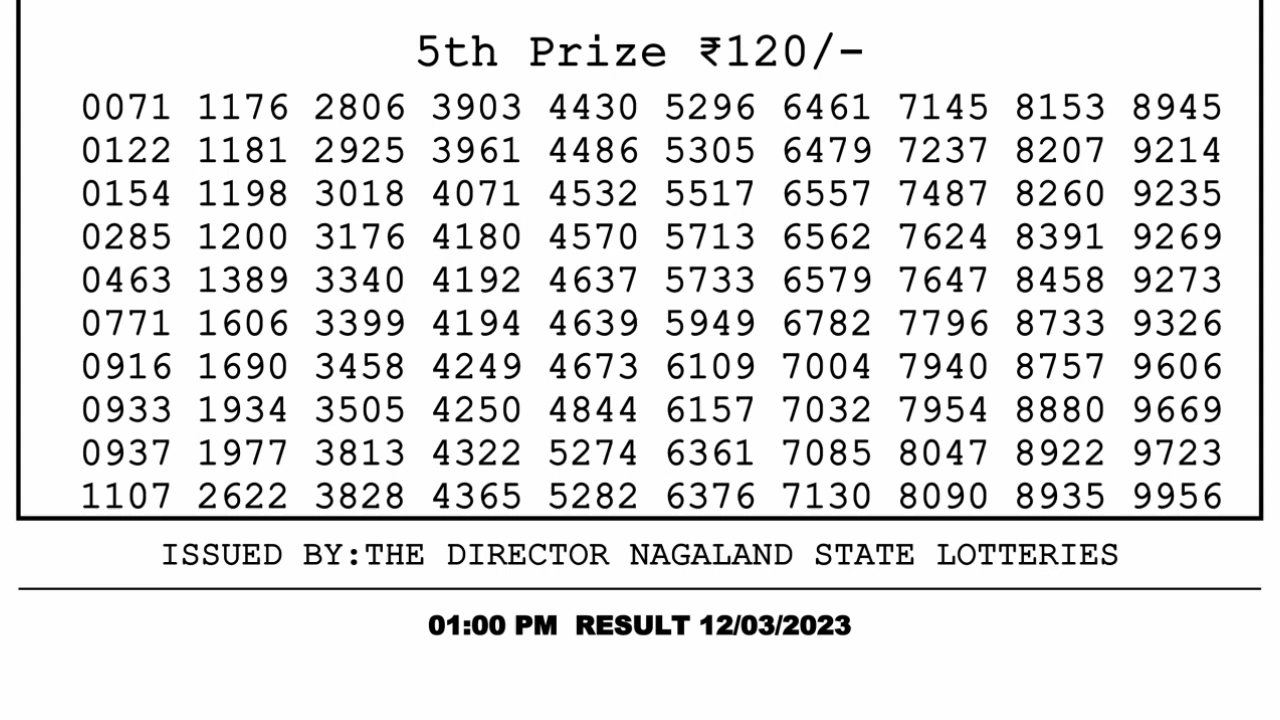 5th Prize ₹120/-
0071 1176 2806 3903 4430 5296 6461 7145 8153 8945
0122 1181 2925 3961 4486 5305 6479 7237 8207 9214
0154 1198 3018 4071 4532 5517 6557 7487 8260 9235
0285 1200 3176 4180 4570 5713 6562 7624 8391 9269
0463 1389 3340 4192 4637 5733 6579 7647 8458 9273
0771 1606 3399 4194 4639 5949 6782 7796 8733 9326
0916 1690 3458 4249 4673 6109 7004 7940 8757 9606
0933 1934 3505 4250 4844 6157 7032 7954 8880 9669
0937 1977 3813 4322 5274 6361 7085 8047 8922 9723
1107 2622 3828 4365 5282 6376 7130 8090 8935 9956
ISSUED BY:THE DIRECTOR NAGALAND STATE LOTTERIES
01:00 PM RESULT 12/03/2023